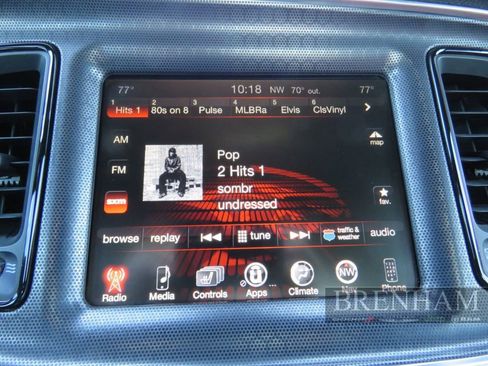 77° 10:18 NW 70° out. 77°
1 Hits 1 2 80s on 8 3 Pulse 4 MLBRa 5 Elvis 6 ClsVinyl
AM
map
Pop
FM
2 Hits 1
sombr
sxm
fav.
undressed
browse replay tune traffic & weather audio
Radio Media Controls Apps Climate Nav Phone
BRENHAM